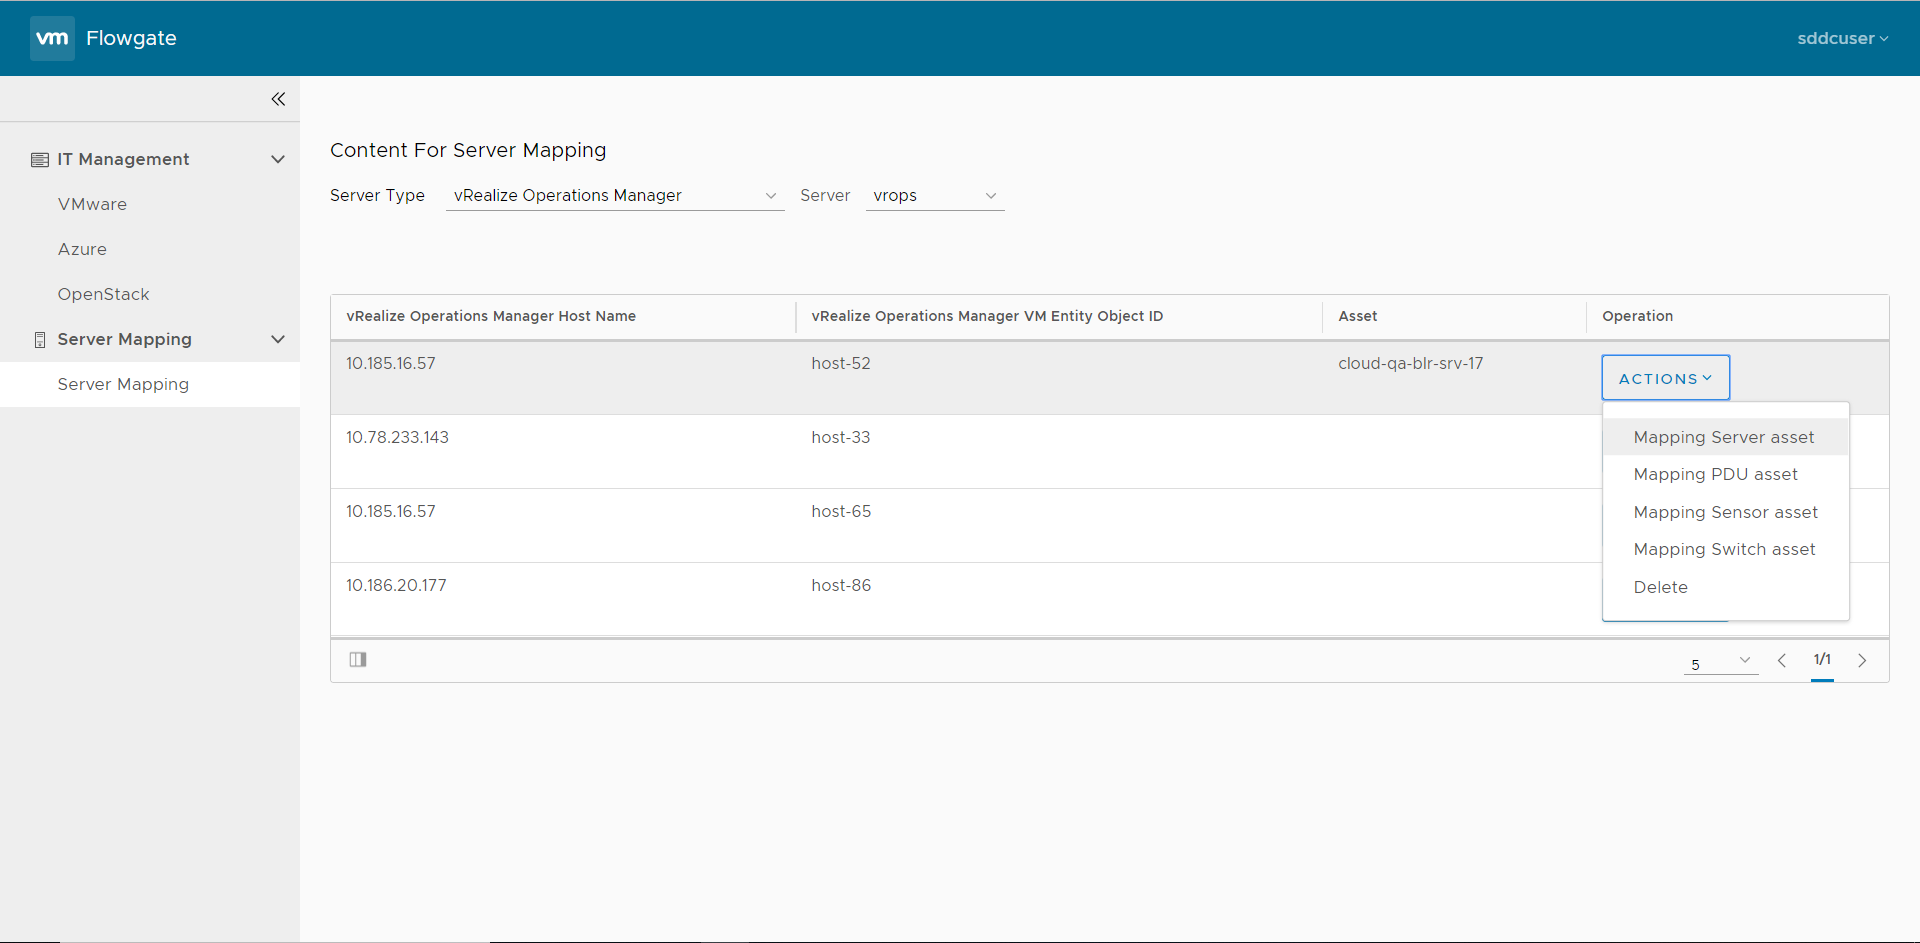 vm Flowgate sddcuser
IT Management
VMware
Azure
OpenStack
Server Mapping
Server Mapping
Content For Server Mapping
Server Type vRealize Operations Manager Server vrops
vRealize Operations Manager Host Name vRealize Operations Manager VM Entity Object ID Asset Operation
10.185.16.57 host-52 cloud-qa-blr-srv-17 ACTIONS
10.78.233.143 host-33
10.185.16.57 host-65
10.186.20.177 host-86
Mapping Server asset
Mapping PDU asset
Mapping Sensor asset
Mapping Switch asset
Delete
5 1/1